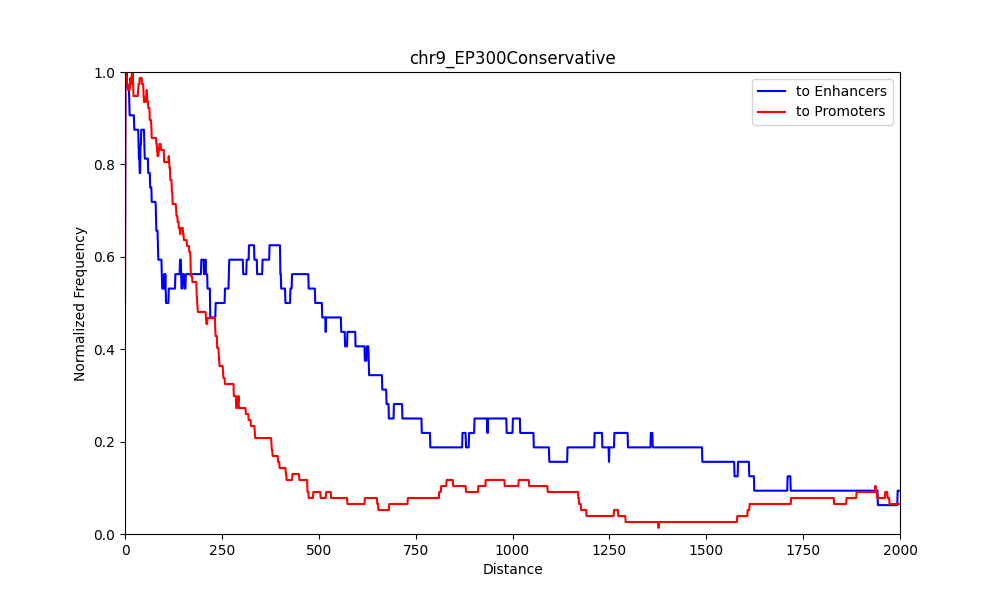 chr9_EP300Conservative
to Enhancers
to Promoters
Normalized Frequency
1.0
0.8
0.6
0.4
0.2
0.0
0 250 500 750 1000 1250 1500 1750 2000
Distance